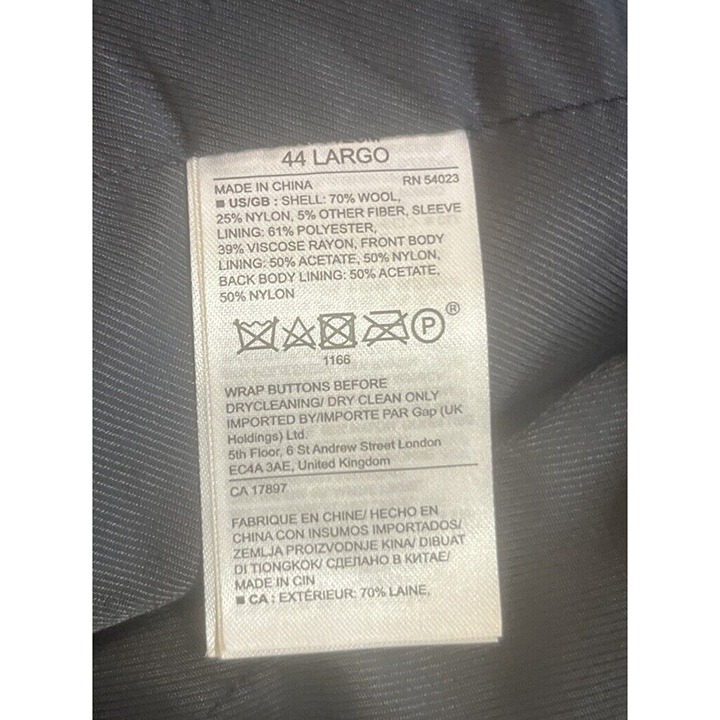 44 LARGO
MADE IN CHINA RN 54023
■ US/GB : SHELL: 70% WOOL,
25% NYLON, 5% OTHER FIBER, SLEEVE
LINING: 61% POLYESTER,
39% VISCOSE RAYON, FRONT BODY
LINING: 50% ACETATE, 50% NYLON,
BACK BODY LINING: 50% ACETATE,
50% NYLON
P ®
1166
WRAP BUTTONS BEFORE
DRYCLEANING/ DRY CLEAN ONLY
IMPORTED BY/IMPORTE PAR Gap (UK
Holdings) Ltd.
5th Floor, 6 St Andrew Street London
EC4A 3AE, United Kingdom
CA 17897
FABRIQUE EN CHINE/ HECHO EN
CHINA CON INSUMOS IMPORTADOS/
ZEMLJA PROIZVODNJE KINA/ DIBUAT
DI TIONGKOK/ СДЕЛАНО В КИТАЕ/
MADE IN CIN
■ CA : EXTÉRIEUR: 70% LAINE,